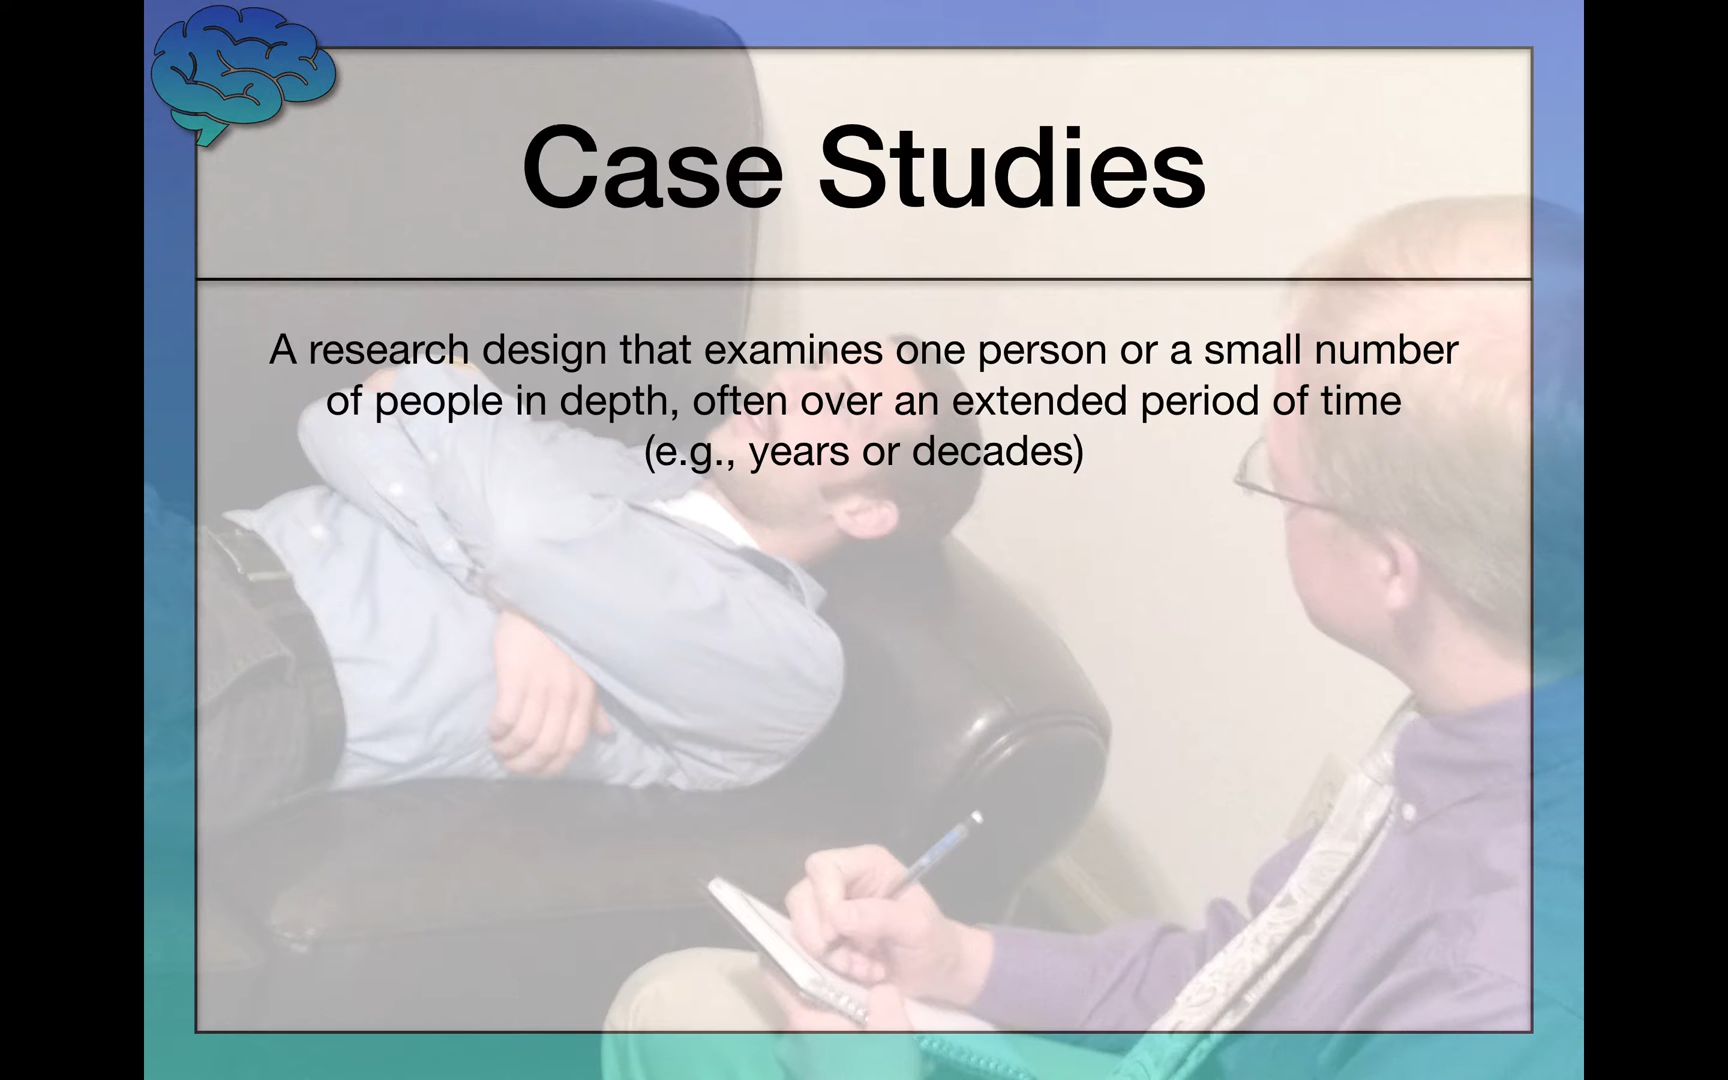 Case Studies
A research design that examines one person or a small number
of people in depth, often over an extended period of time
(e.g., years or decades)